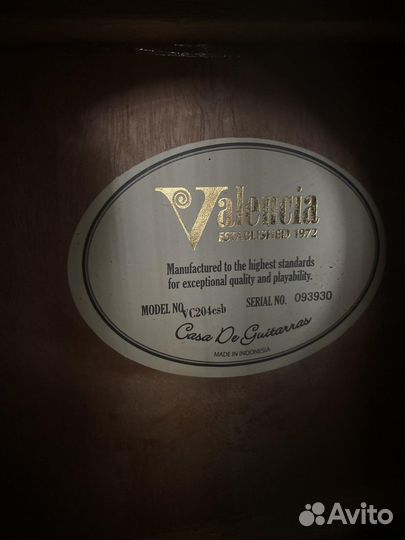 Valencia
ESTABLISHED 1972
Manufactured to the highest standards
for exceptional quality and playability.
MODEL NO. VC204csb SERIAL NO. 093930
Casa De Guitarras
MADE IN INDONESIA
Avito